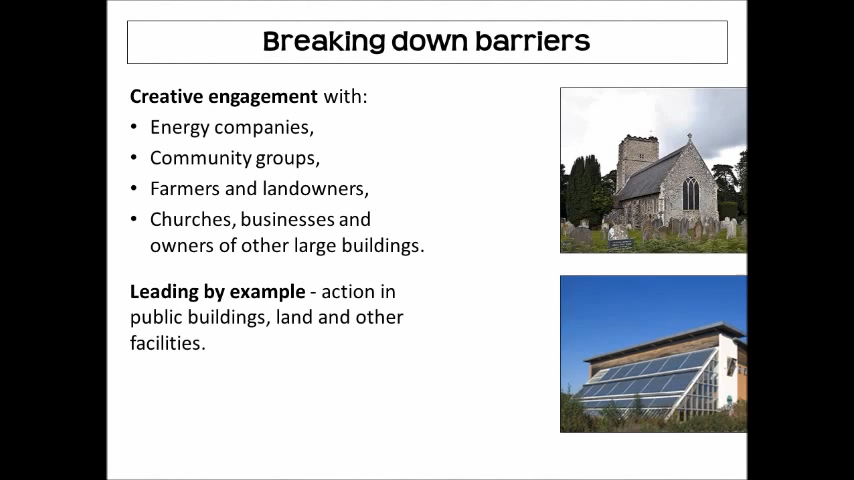 Breaking down barriers
Creative engagement with:
• Energy companies,
• Community groups,
• Farmers and landowners,
• Churches, businesses and
owners of other large buildings.
Leading by example - action in
public buildings, land and other
facilities.